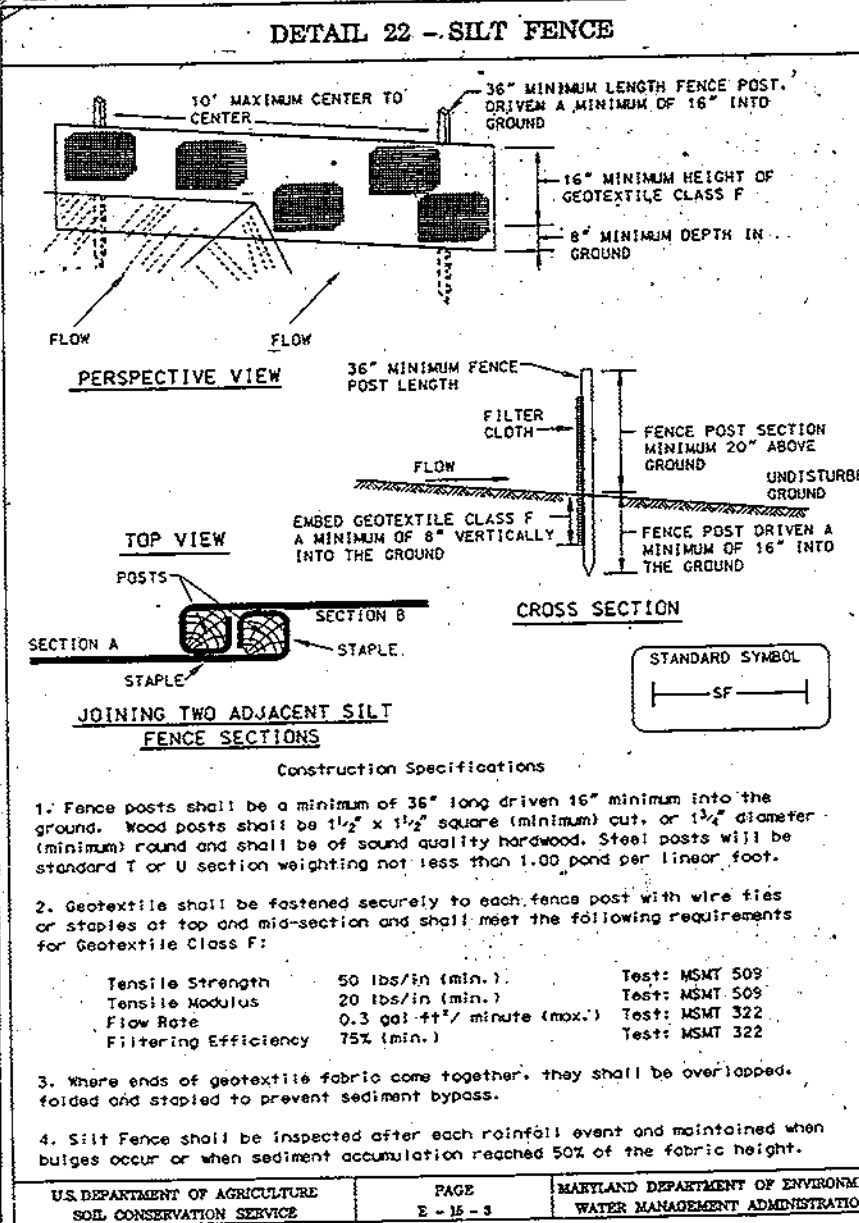 DETAIL 22 - SILT FENCE
10' MAXIMUM CENTER TO
CENTER
36" MINIMUM LENGTH FENCE POST,
DRIVEN A MINIMUM OF 16" INTO
GROUND
16" MINIMUM HEIGHT OF
GEOTEXTILE CLASS F
8" MINIMUM DEPTH IN
GROUND
FLOW
FLOW
PERSPECTIVE VIEW
36" MINIMUM FENCE
POST LENGTH
FILTER
CLOTH
FLOW
FENCE POST SECTION
MINIMUM 20" ABOVE
GROUND
UNDISTURBE
GROUND
EMBED GEOTEXTILE CLASS F
A MINIMUM OF 8" VERTICALLY
INTO THE GROUND
FENCE POST DRIVEN A
MINIMUM OF 16" INTO
THE GROUND
CROSS SECTION
TOP VIEW
POSTS
SECTION B
SECTION A
STAPLE
STAPLE
JOINING TWO ADJACENT SILT
FENCE SECTIONS
STANDARD SYMBOL
SF
Construction Specifications
1. Fence posts shall be a minimum of 36" long driven 16" minimum into the
ground. Wood posts shall be 1½" x 1½" square (minimum) cut, or 1¾" diameter
(minimum) round and shall be of sound quality hardwood. Steel posts will be
standard T or U section weighting not less than 1.00 pond per linear foot.
2. Geotextile shall be fastened securely to each fence post with wire ties
or staples at top and mid-section and shall meet the following requirements
for Geotextile Class F:
Tensile Strength 50 lbs/in (min.) Test: MSMT 509
Tensile Modulus 20 lbs/in (min.) Test: MSMT 509
Flow Rate 0.3 gal ft²/ minute (max.) Test: MSMT 322
Filtering Efficiency 75% (min.) Test: MSMT 322
3. Where ends of geotextile fabric come together, they shall be overlapped,
folded and stapled to prevent sediment bypass.
4. Silt Fence shall be inspected after each rainfall event and maintained when
bulges occur or when sediment accumulation reached 50% of the fabric height.
U.S. DEPARTMENT OF AGRICULTURE
SOIL CONSERVATION SERVICE
PAGE
E - 15 - 3
MARYLAND DEPARTMENT OF ENVIRONM
WATER MANAGEMENT ADMINISTRATIO